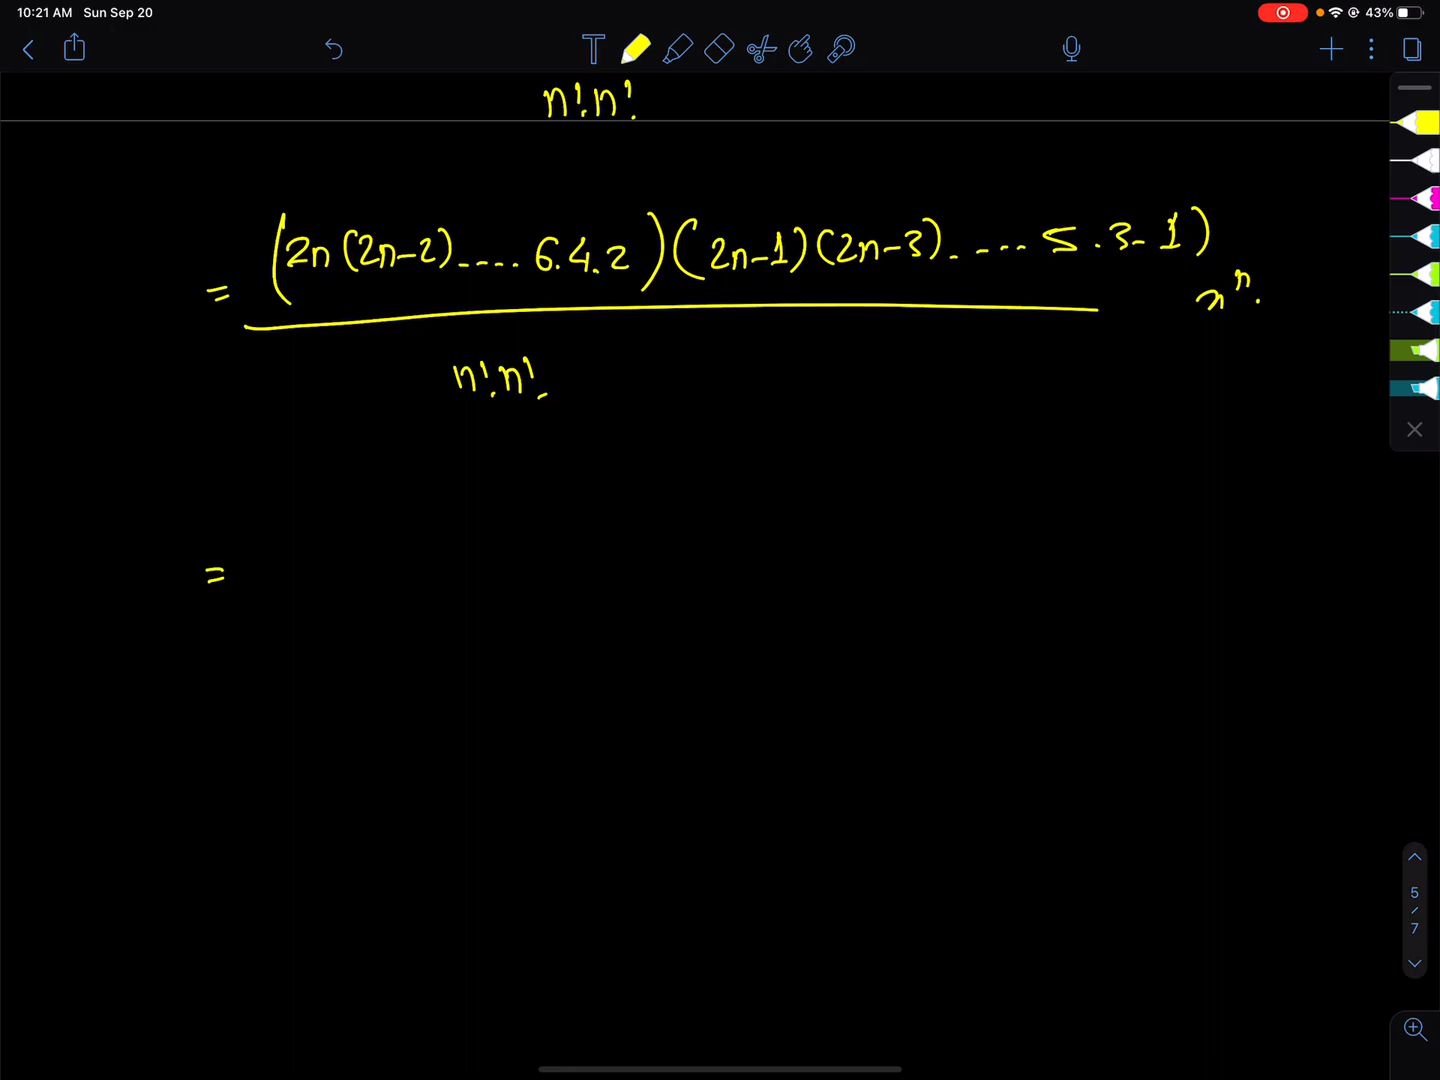 10:21 AM Sun Sep 20
43%
n!.n!
= (2n(2n-2).... 6.4.2)(2n-1)(2n-3).....5.3-1) x^n.
n!.n!
=
5
/
7